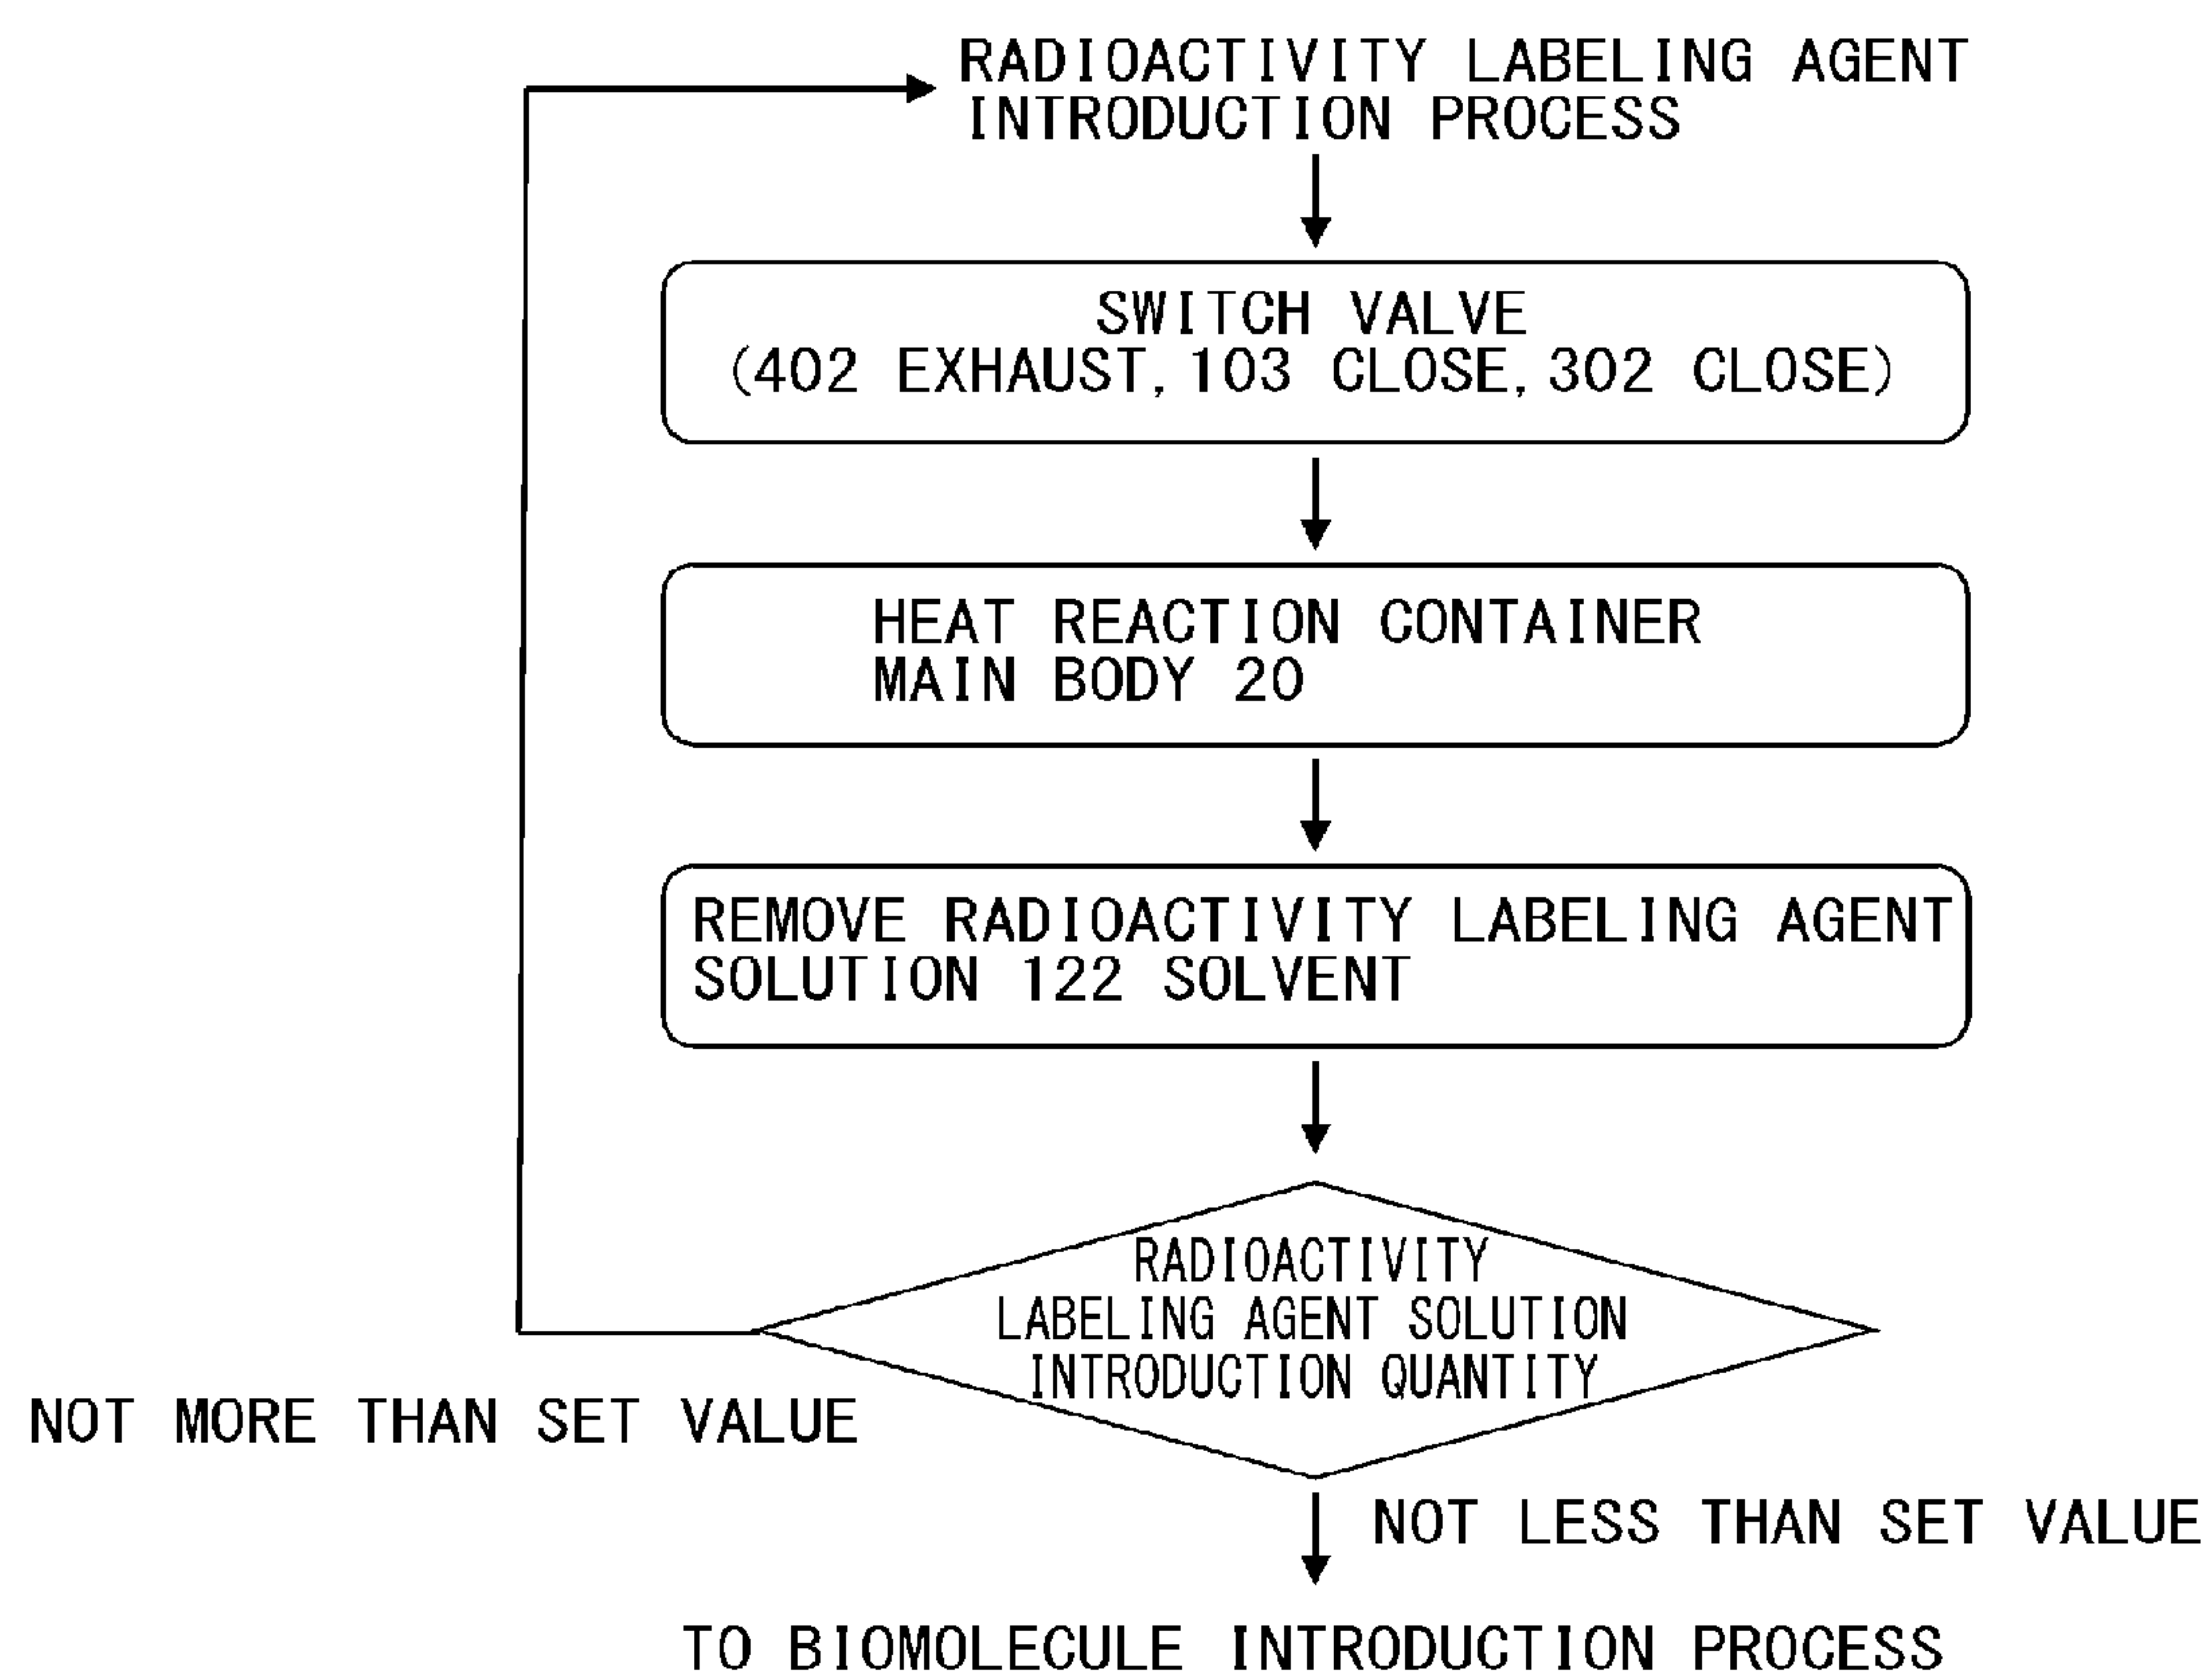 RADIOACTIVITY LABELING AGENT
INTRODUCTION PROCESS
SWITCH VALVE
(402 EXHAUST, 103 CLOSE, 302 CLOSE)
HEAT REACTION CONTAINER
MAIN BODY 20
REMOVE RADIOACTIVITY LABELING AGENT
SOLUTION 122 SOLVENT
RADIOACTIVITY
LABELING AGENT SOLUTION
INTRODUCTION QUANTITY
NOT MORE THAN SET VALUE
NOT LESS THAN SET VALUE
TO BIOMOLECULE INTRODUCTION PROCESS